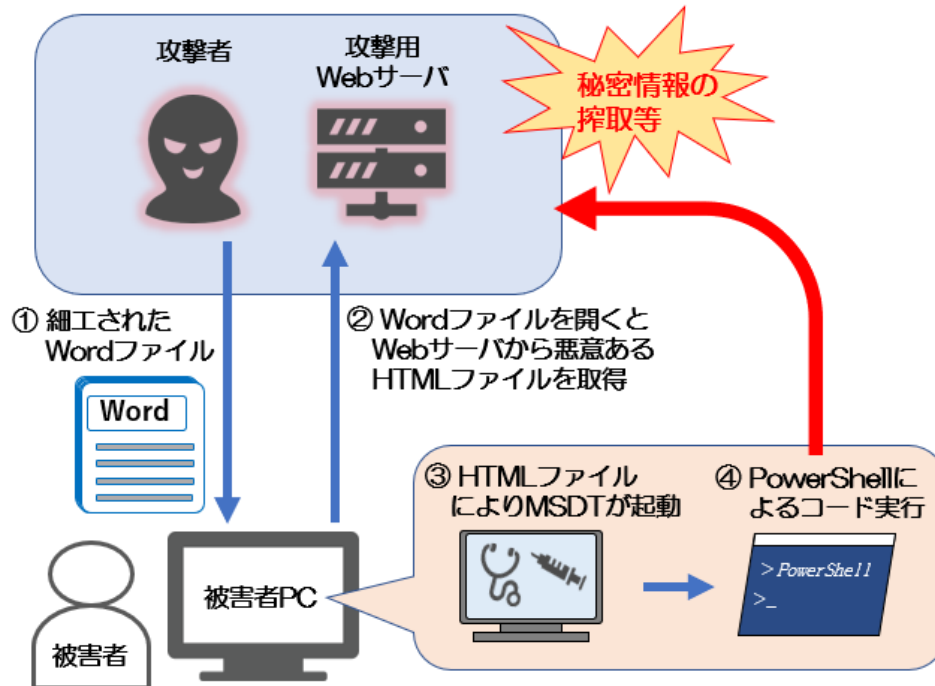 攻撃者
攻撃用
Webサーバ
秘密情報の
搾取等
① 細工された
Wordファイル
Word
② Wordファイルを開くと
Webサーバから悪意ある
HTMLファイルを取得
③ HTMLファイル
によりMSDTが起動
④ PowerShellに
よるコード実行
>PowerShell
>_
被害者PC
被害者